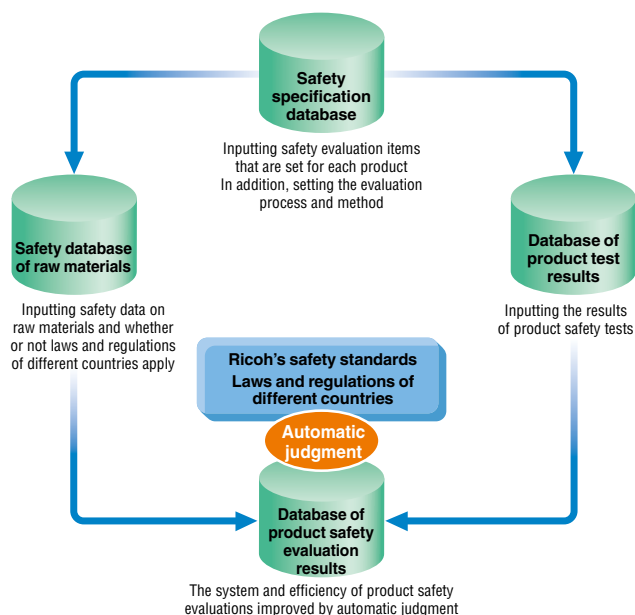 Safety
specification
database
Inputting safety evaluation items
that are set for each product
In addition, setting the evaluation
process and method
Safety database
of raw materials
Inputting safety data on
raw materials and whether
or not laws and regulations
of different countries apply
Database of
product test
results
Inputting the results
of product safety tests
Ricoh's safety standards
Laws and regulations of
different countries
Automatic
judgment
Database of
product safety
evaluation
results
The system and efficiency of product safety
evaluations improved by automatic judgment